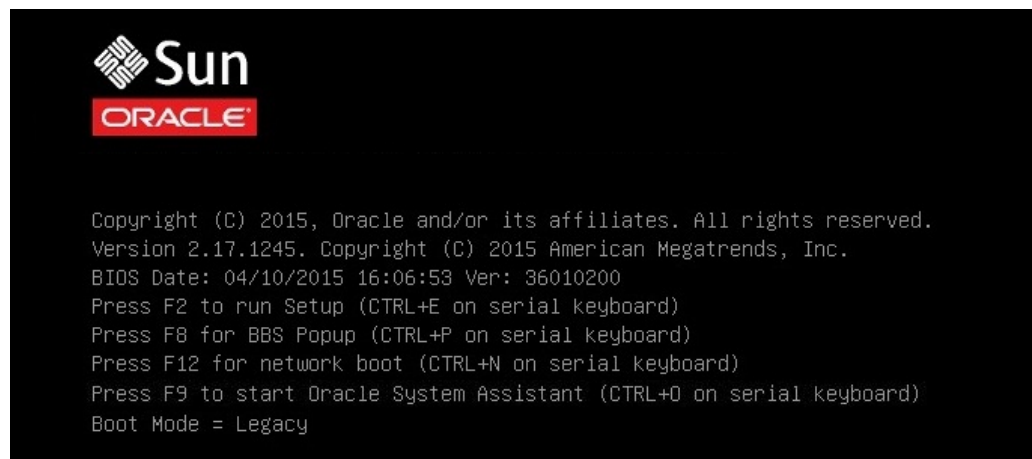 Sun
ORACLE
Copyright (C) 2015, Oracle and/or its affiliates. All rights reserved.
Version 2.17.1245. Copyright (C) 2015 American Megatrends, Inc.
BIOS Date: 04/10/2015 16:06:53 Ver: 36010200
Press F2 to run Setup (CTRL+E on serial keyboard)
Press F8 for BBS Popup (CTRL+P on serial keyboard)
Press F12 for network boot (CTRL+N on serial keyboard)
Press F9 to start Oracle System Assistant (CTRL+O on serial keyboard)
Boot Mode = Legacy